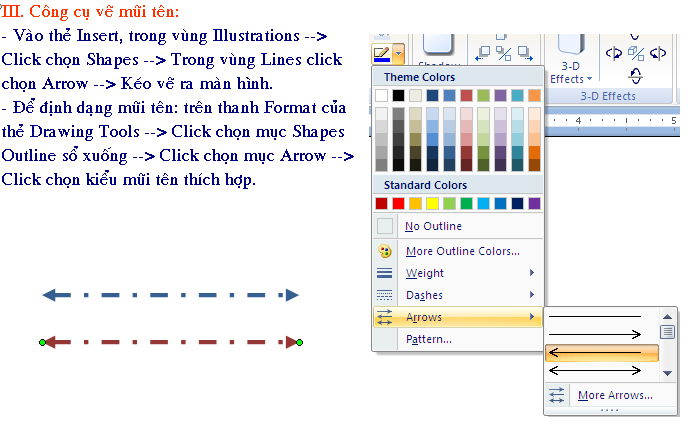 III. Công cụ vẽ mũi tên:
- Vào thẻ Insert, trong vùng Illustrations -->
Click chọn Shapes --> Trong vùng Lines click
chọn Arrow --> Kéo vẽ ra màn hình.
- Để định dạng mũi tên: trên thanh Format của
thẻ Drawing Tools --> Click chọn mục Shapes
Outline sổ xuống --> Click chọn mục Arrow -->
Click chọn kiểu mũi tên thích hợp.
3-D
Effects
3-D Effects
4
5
Theme Colors
Standard Colors
No Outline
More Outline Colors...
Weight
Dashes
Arrows
Pattern...
More Arrows...